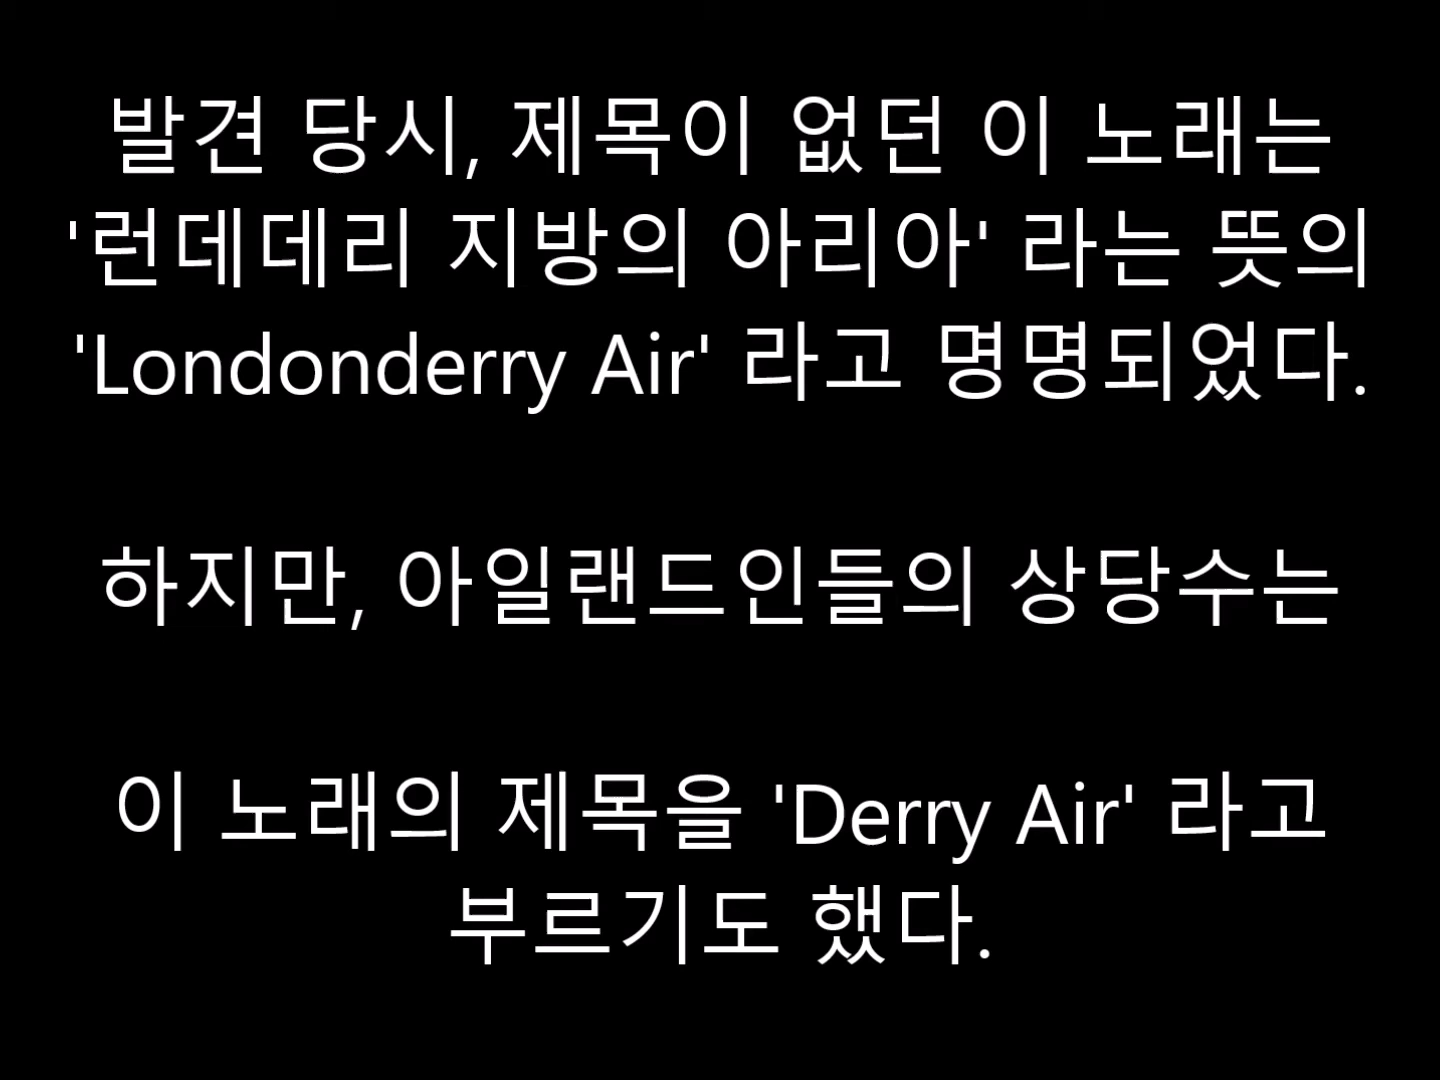 발견 당시, 제목이 없던 이 노래는
'런데데리 지방의 아리아' 라는 뜻의
'Londonderry Air' 라고 명명되었다.
하지만, 아일랜드인들의 상당수는
이 노래의 제목을 'Derry Air' 라고
부르기도 했다.